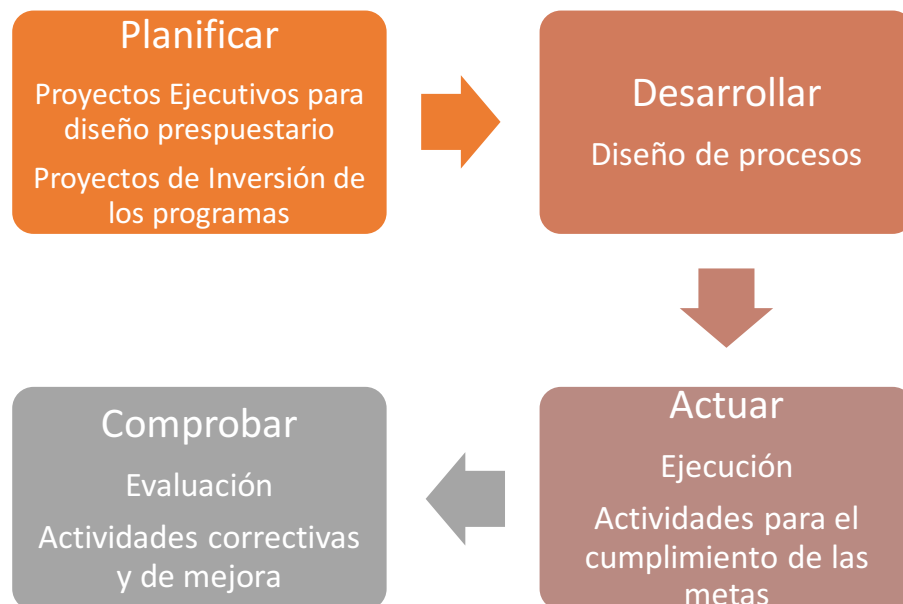 Planificar
Proyectos Ejecutivos para
diseño prespuestario
Proyectos de Inversión de
los programas
Desarrollar
Diseño de procesos
Actuar
Ejecución
Actividades para el
cumplimiento de las
metas
Comprobar
Evaluación
Actividades correctivas
y de mejora